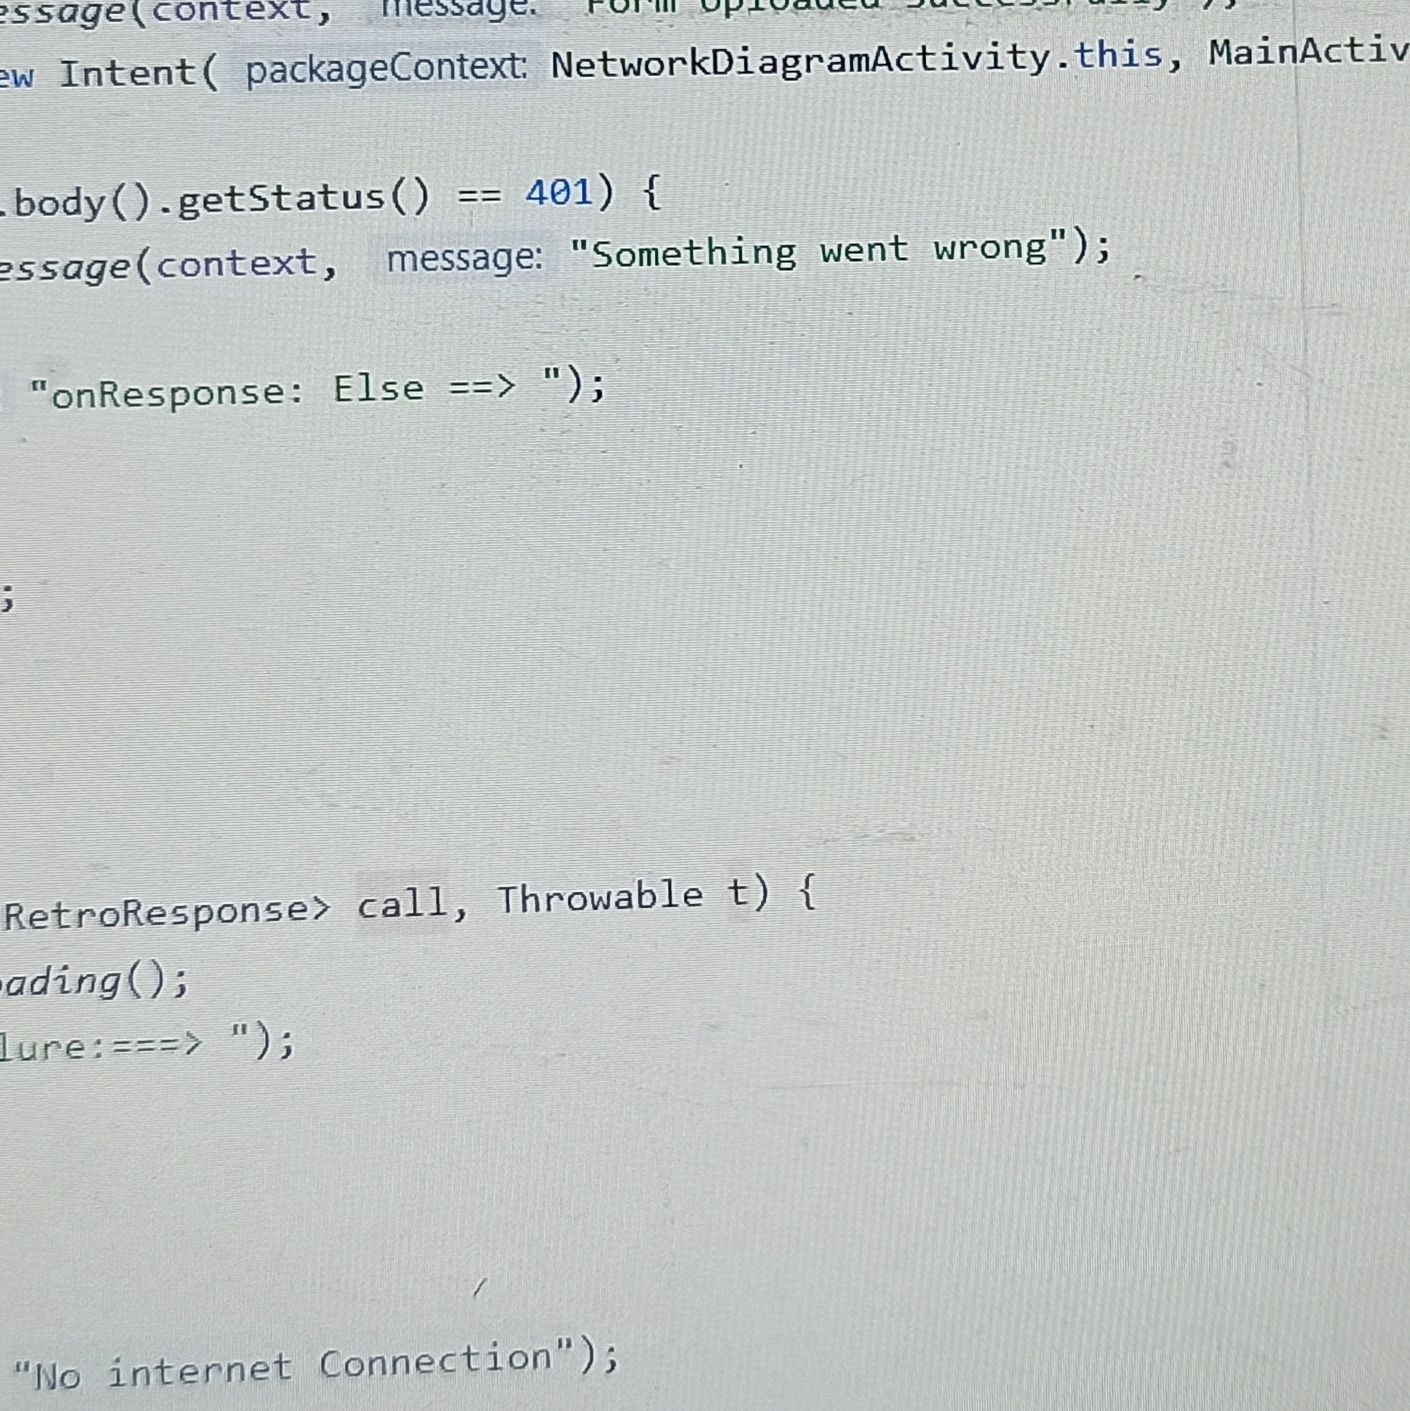 essage(context, message: "Form Uploaded Successfully");
ew Intent( packageContext: NetworkDiagramActivity.this, MainActiv
.body().getStatus() == 401) {
essage(context, message: "Something went wrong");
"onResponse: Else ==> ");
;
RetroResponse> call, Throwable t) {
ading();
lure:===> ");
"No internet Connection");